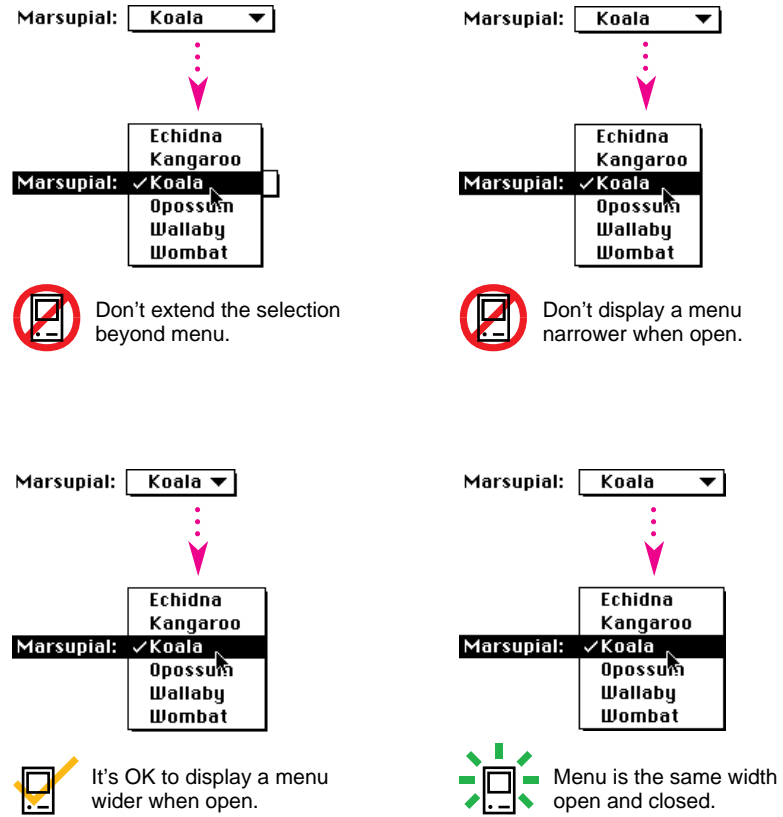 Marsupial: Koala
Echidna
Kangaroo
Marsupial: ✓Koala
Opossum
Wallaby
Wombat
Don't extend the selection
beyond menu.
Marsupial: Koala
Echidna
Kangaroo
Marsupial: ✓Koala
Opossum
Wallaby
Wombat
Don't display a menu
narrower when open.
Marsupial: Koala
Echidna
Kangaroo
Marsupial: ✓Koala
Opossum
Wallaby
Wombat
It's OK to display a menu
wider when open.
Marsupial: Koala
Echidna
Kangaroo
Marsupial: ✓Koala
Opossum
Wallaby
Wombat
Menu is the same width
open and closed.